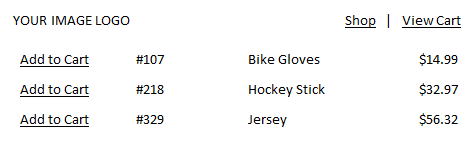 YOUR IMAGE LOGO Shop | View Cart
Add to Cart #107 Bike Gloves $14.99
Add to Cart #218 Hockey Stick $32.97
Add to Cart #329 Jersey $56.32